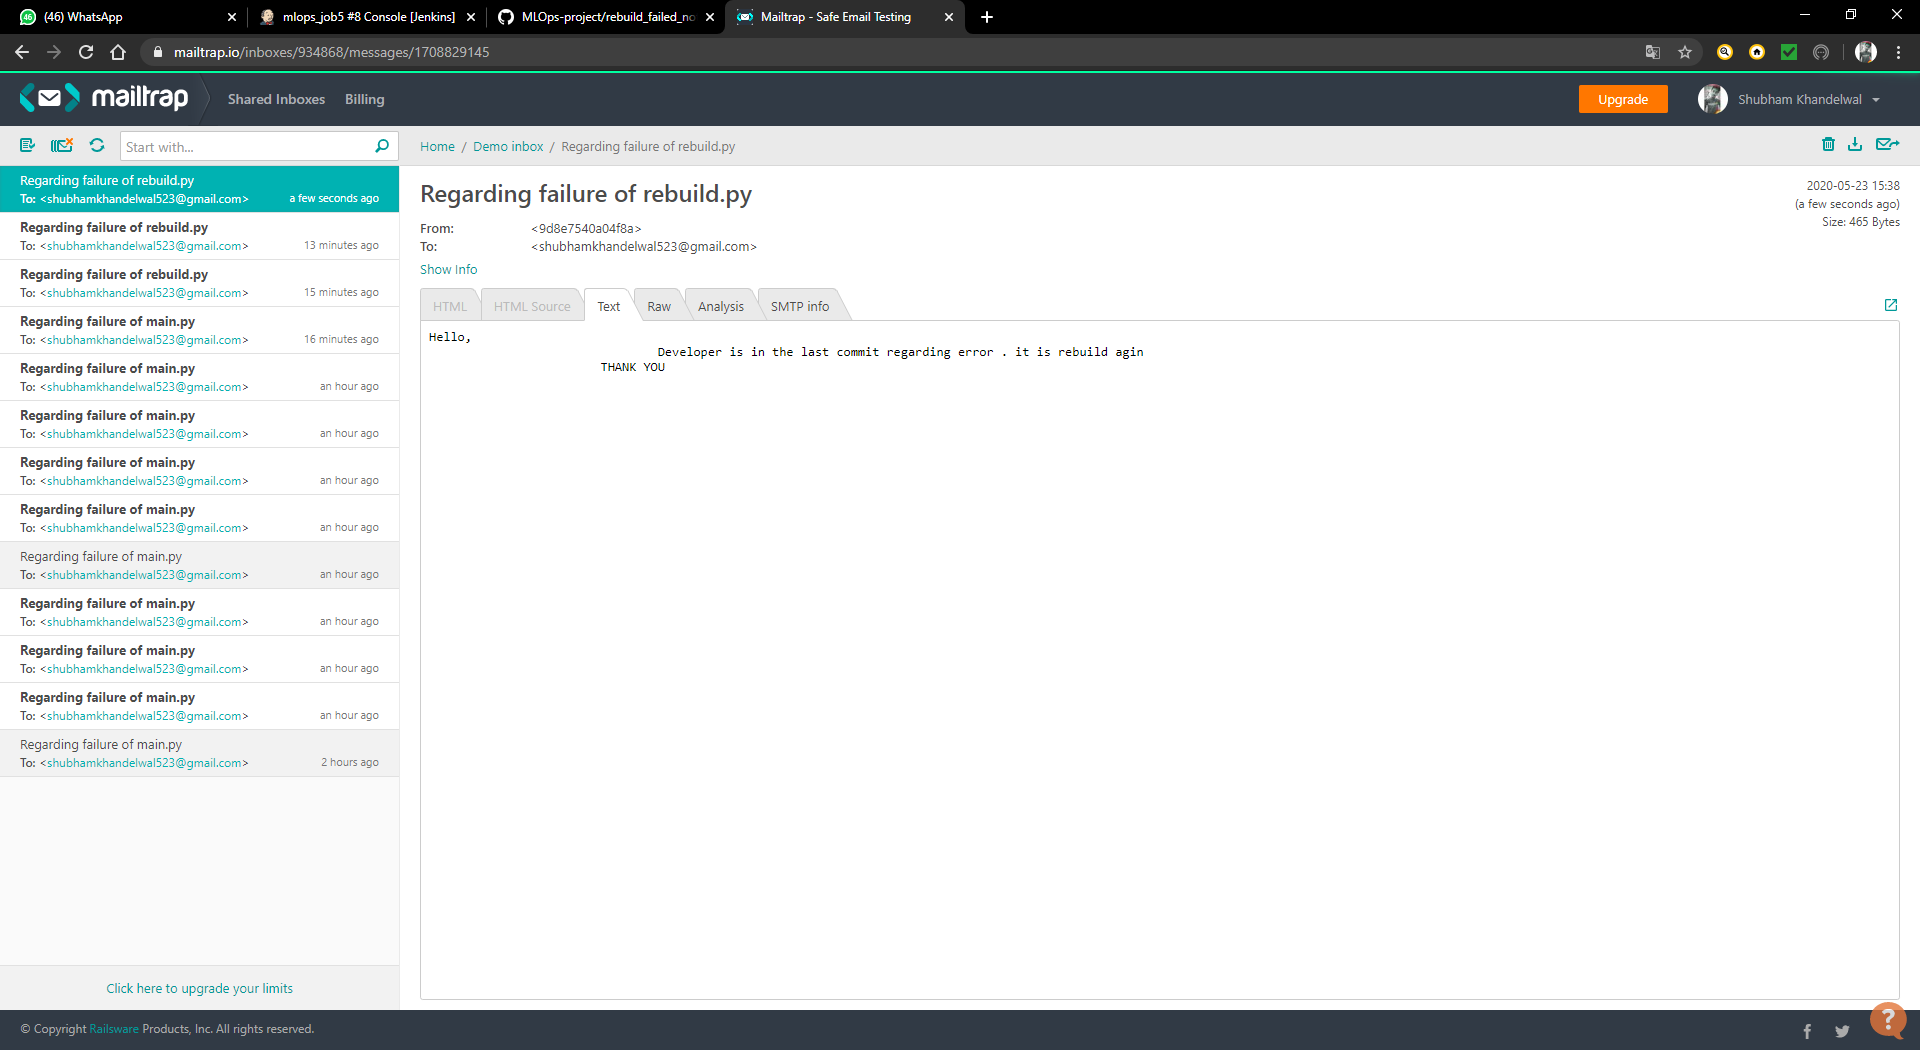 (46) WhatsApp
mlops_job5 #8 Console [Jenkins]
MLOps-project/rebuild_failed_no
Mailtrap - Safe Email Testing
mailtrap.io/inboxes/934868/messages/1708829145
mailtrap
Shared Inboxes
Billing
Upgrade
Shubham Khandelwal
Start with...
Home / Demo inbox / Regarding failure of rebuild.py
Regarding failure of rebuild.py
To: <shubhamkhandelwal523@gmail.com> a few seconds ago
Regarding failure of rebuild.py
To: <shubhamkhandelwal523@gmail.com> 13 minutes ago
Regarding failure of rebuild.py
To: <shubhamkhandelwal523@gmail.com> 15 minutes ago
Regarding failure of main.py
To: <shubhamkhandelwal523@gmail.com> 16 minutes ago
Regarding failure of main.py
To: <shubhamkhandelwal523@gmail.com> an hour ago
Regarding failure of main.py
To: <shubhamkhandelwal523@gmail.com> an hour ago
Regarding failure of main.py
To: <shubhamkhandelwal523@gmail.com> an hour ago
Regarding failure of main.py
To: <shubhamkhandelwal523@gmail.com> an hour ago
Regarding failure of main.py
To: <shubhamkhandelwal523@gmail.com> an hour ago
Regarding failure of main.py
To: <shubhamkhandelwal523@gmail.com> an hour ago
Regarding failure of main.py
To: <shubhamkhandelwal523@gmail.com> an hour ago
Regarding failure of main.py
To: <shubhamkhandelwal523@gmail.com> an hour ago
Regarding failure of main.py
To: <shubhamkhandelwal523@gmail.com> 2 hours ago
Click here to upgrade your limits
Regarding failure of rebuild.py
2020-05-23 15:38
(a few seconds ago)
Size: 465 Bytes
From: <9d8e7540a04f8a>
To: <shubhamkhandelwal523@gmail.com>
Show Info
HTML
HTML Source
Text
Raw
Analysis
SMTP info
Hello,
Developer is in the last commit regarding error . it is rebuild agin
THANK YOU
© Copyright Railsware Products, Inc. All rights reserved.
?